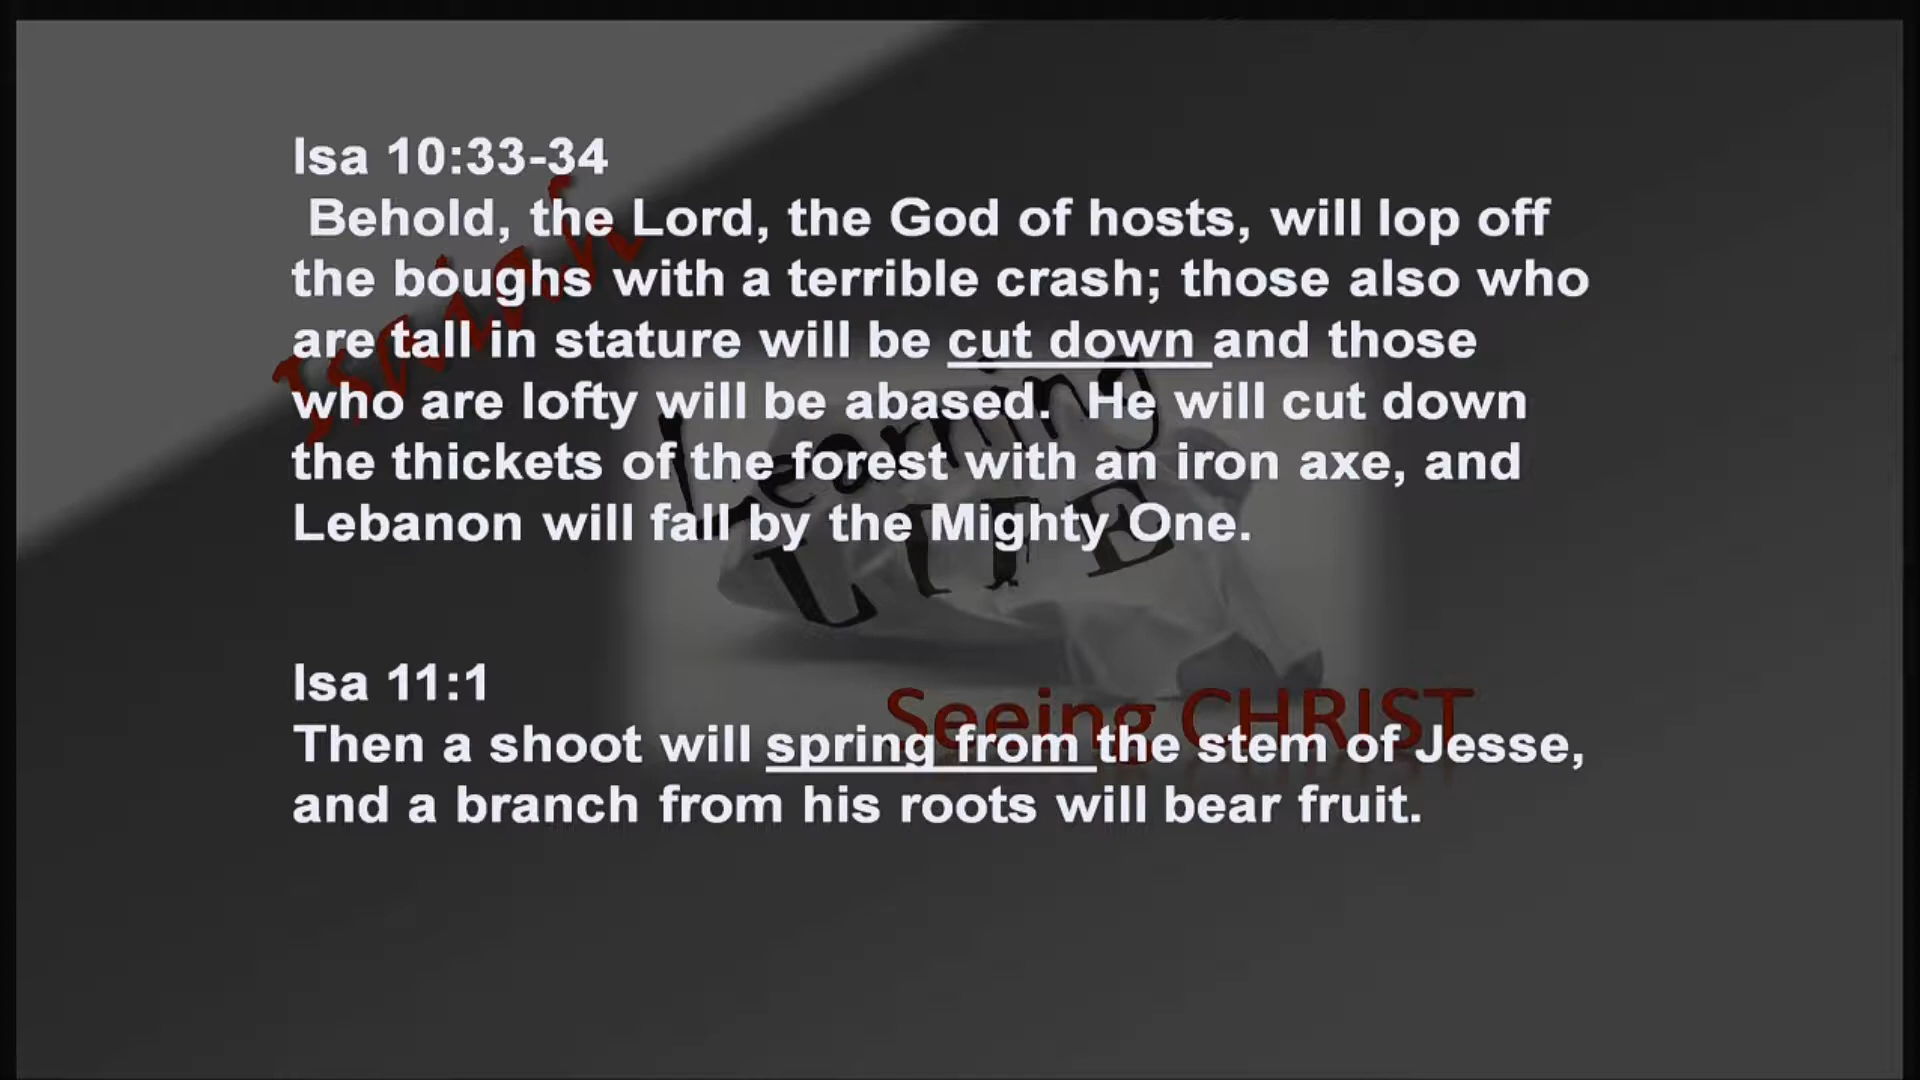 Isa 10:33-34
Behold, the Lord, the God of hosts, will lop off
the boughs with a terrible crash; those also who
are tall in stature will be cut down and those
who are lofty will be abased. He will cut down
the thickets of the forest with an iron axe, and
Lebanon will fall by the Mighty One.
Isa 11:1
Then a shoot will spring from the stem of Jesse,
and a branch from his roots will bear fruit.
Isaiah
Learning
LIFE
Seeing CHRIST